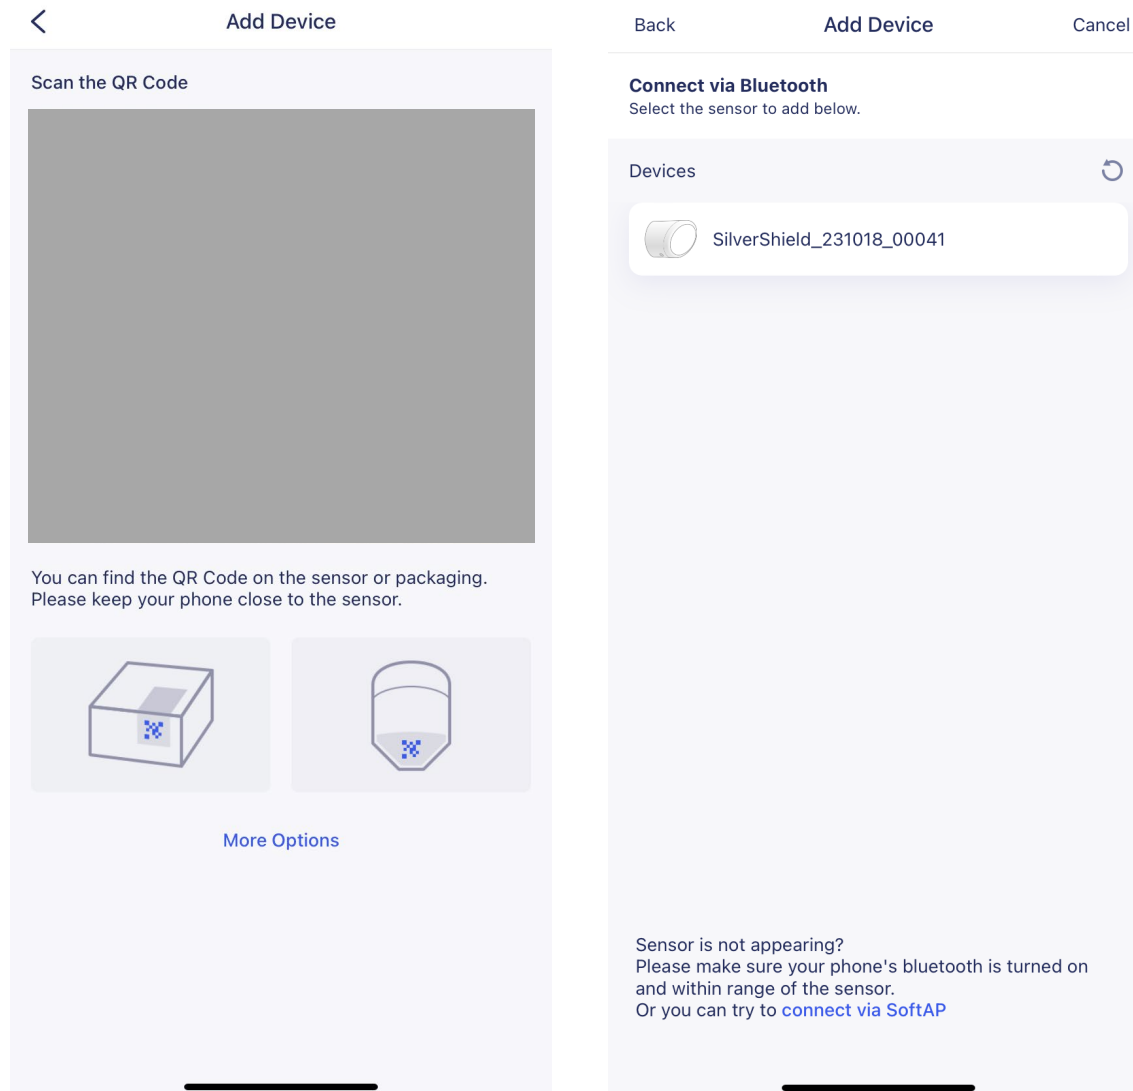 Add Device
Scan the QR Code
You can find the QR Code on the sensor or packaging.
Please keep your phone close to the sensor.
More Options
Back
Add Device
Cancel
Connect via Bluetooth
Select the sensor to add below.
Devices
SilverShield_231018_00041
Sensor is not appearing?
Please make sure your phone's bluetooth is turned on
and within range of the sensor.
Or you can try to connect via SoftAP